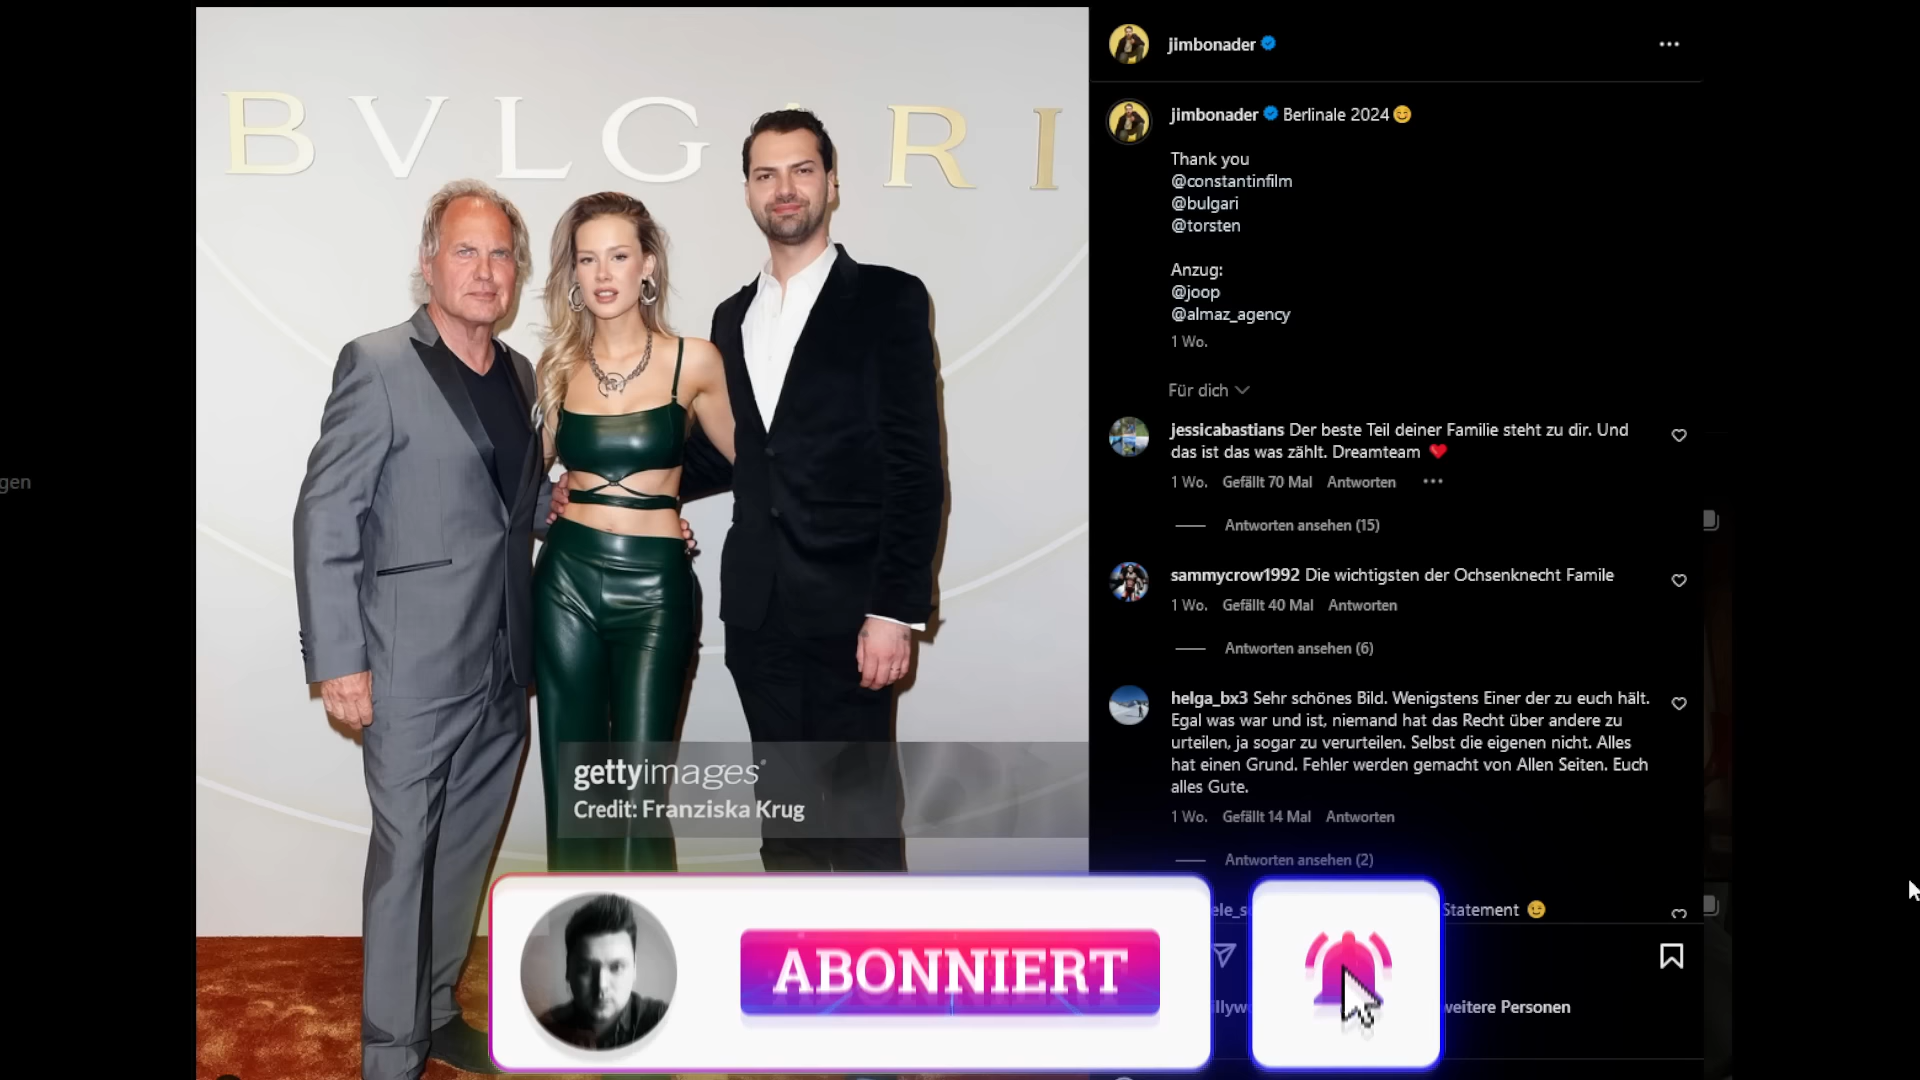 gen
BVLGARI
gettyimages
Credit: Franziska Krug
jimbonader
jimbonader Berlinale 2024
Thank you
@constantinfilm
@bulgari
@torsten
Anzug:
@joop
@almaz_agency
1 Wo.
Für dich
jessicabastians Der beste Teil deiner Familie steht zu dir. Und
das ist das was zählt. Dreamteam
1 Wo. Gefällt 70 Mal Antworten
Antworten ansehen (15)
sammycrow1992 Die wichtigsten der Ochsenknecht Famile
1 Wo. Gefällt 40 Mal Antworten
Antworten ansehen (6)
helga_bx3 Sehr schönes Bild. Wenigstens Einer der zu euch hält.
Egal was war und ist, niemand hat das Recht über andere zu
urteilen, ja sogar zu verurteilen. Selbst die eigenen nicht. Alles
hat einen Grund. Fehler werden gemacht von Allen Seiten. Euch
alles Gute.
1 Wo. Gefällt 14 Mal Antworten
Antworten ansehen (2)
Statement
weitere Personen
ABONNIERT